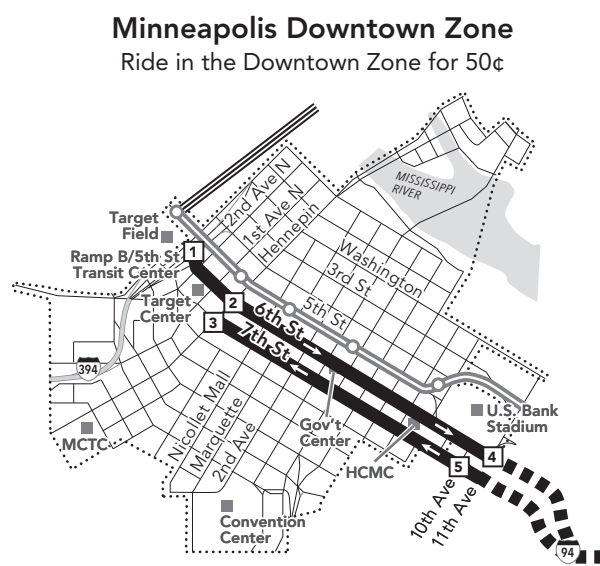 Minneapolis Downtown Zone
Ride in the Downtown Zone for 50¢
MISSISSIPPI
RIVER
2nd Ave N
1st Ave N
Hennepin
Target
Field
Ramp B/5th St
Transit Center
1
Washington
3rd St
Target
Center
2
3
5th St
6th St
7th St
394
Nicollet Mall
Marquette
2nd Ave
Gov't
Center
U.S. Bank
Stadium
MCTC
HCMC
4
5
10th Ave
11th Ave
Convention
Center
94